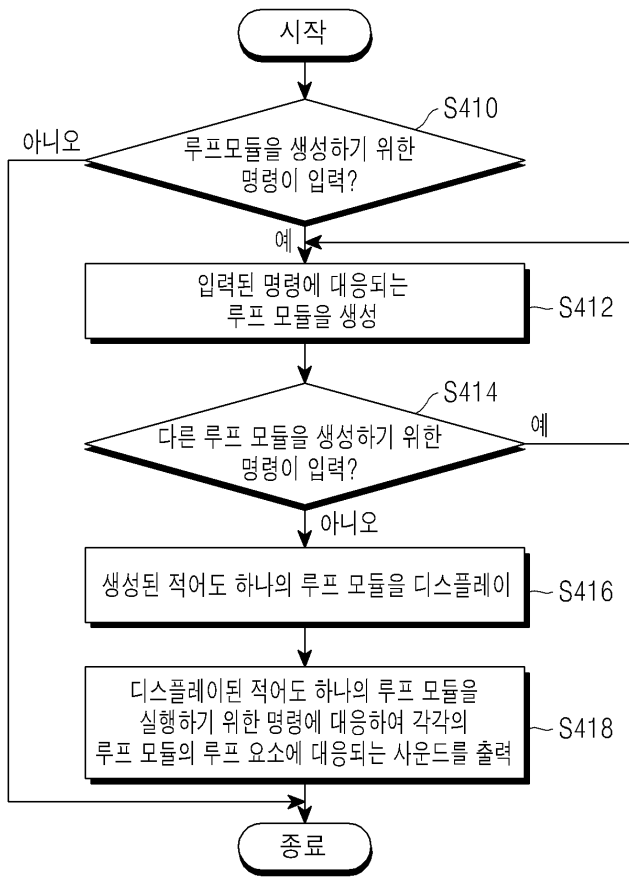 시작
S410
아니오
루프모듈을 생성하기 위한
명령이 입력?
예
입력된 명령에 대응되는
루프 모듈을 생성
S412
S414
다른 루프 모듈을 생성하기 위한
명령이 입력?
예
아니오
생성된 적어도 하나의 루프 모듈을 디스플레이
S416
디스플레이된 적어도 하나의 루프 모듈을
실행하기 위한 명령에 대응하여 각각의
루프 모듈의 루프 요소에 대응되는 사운드를 출력
S418
종료